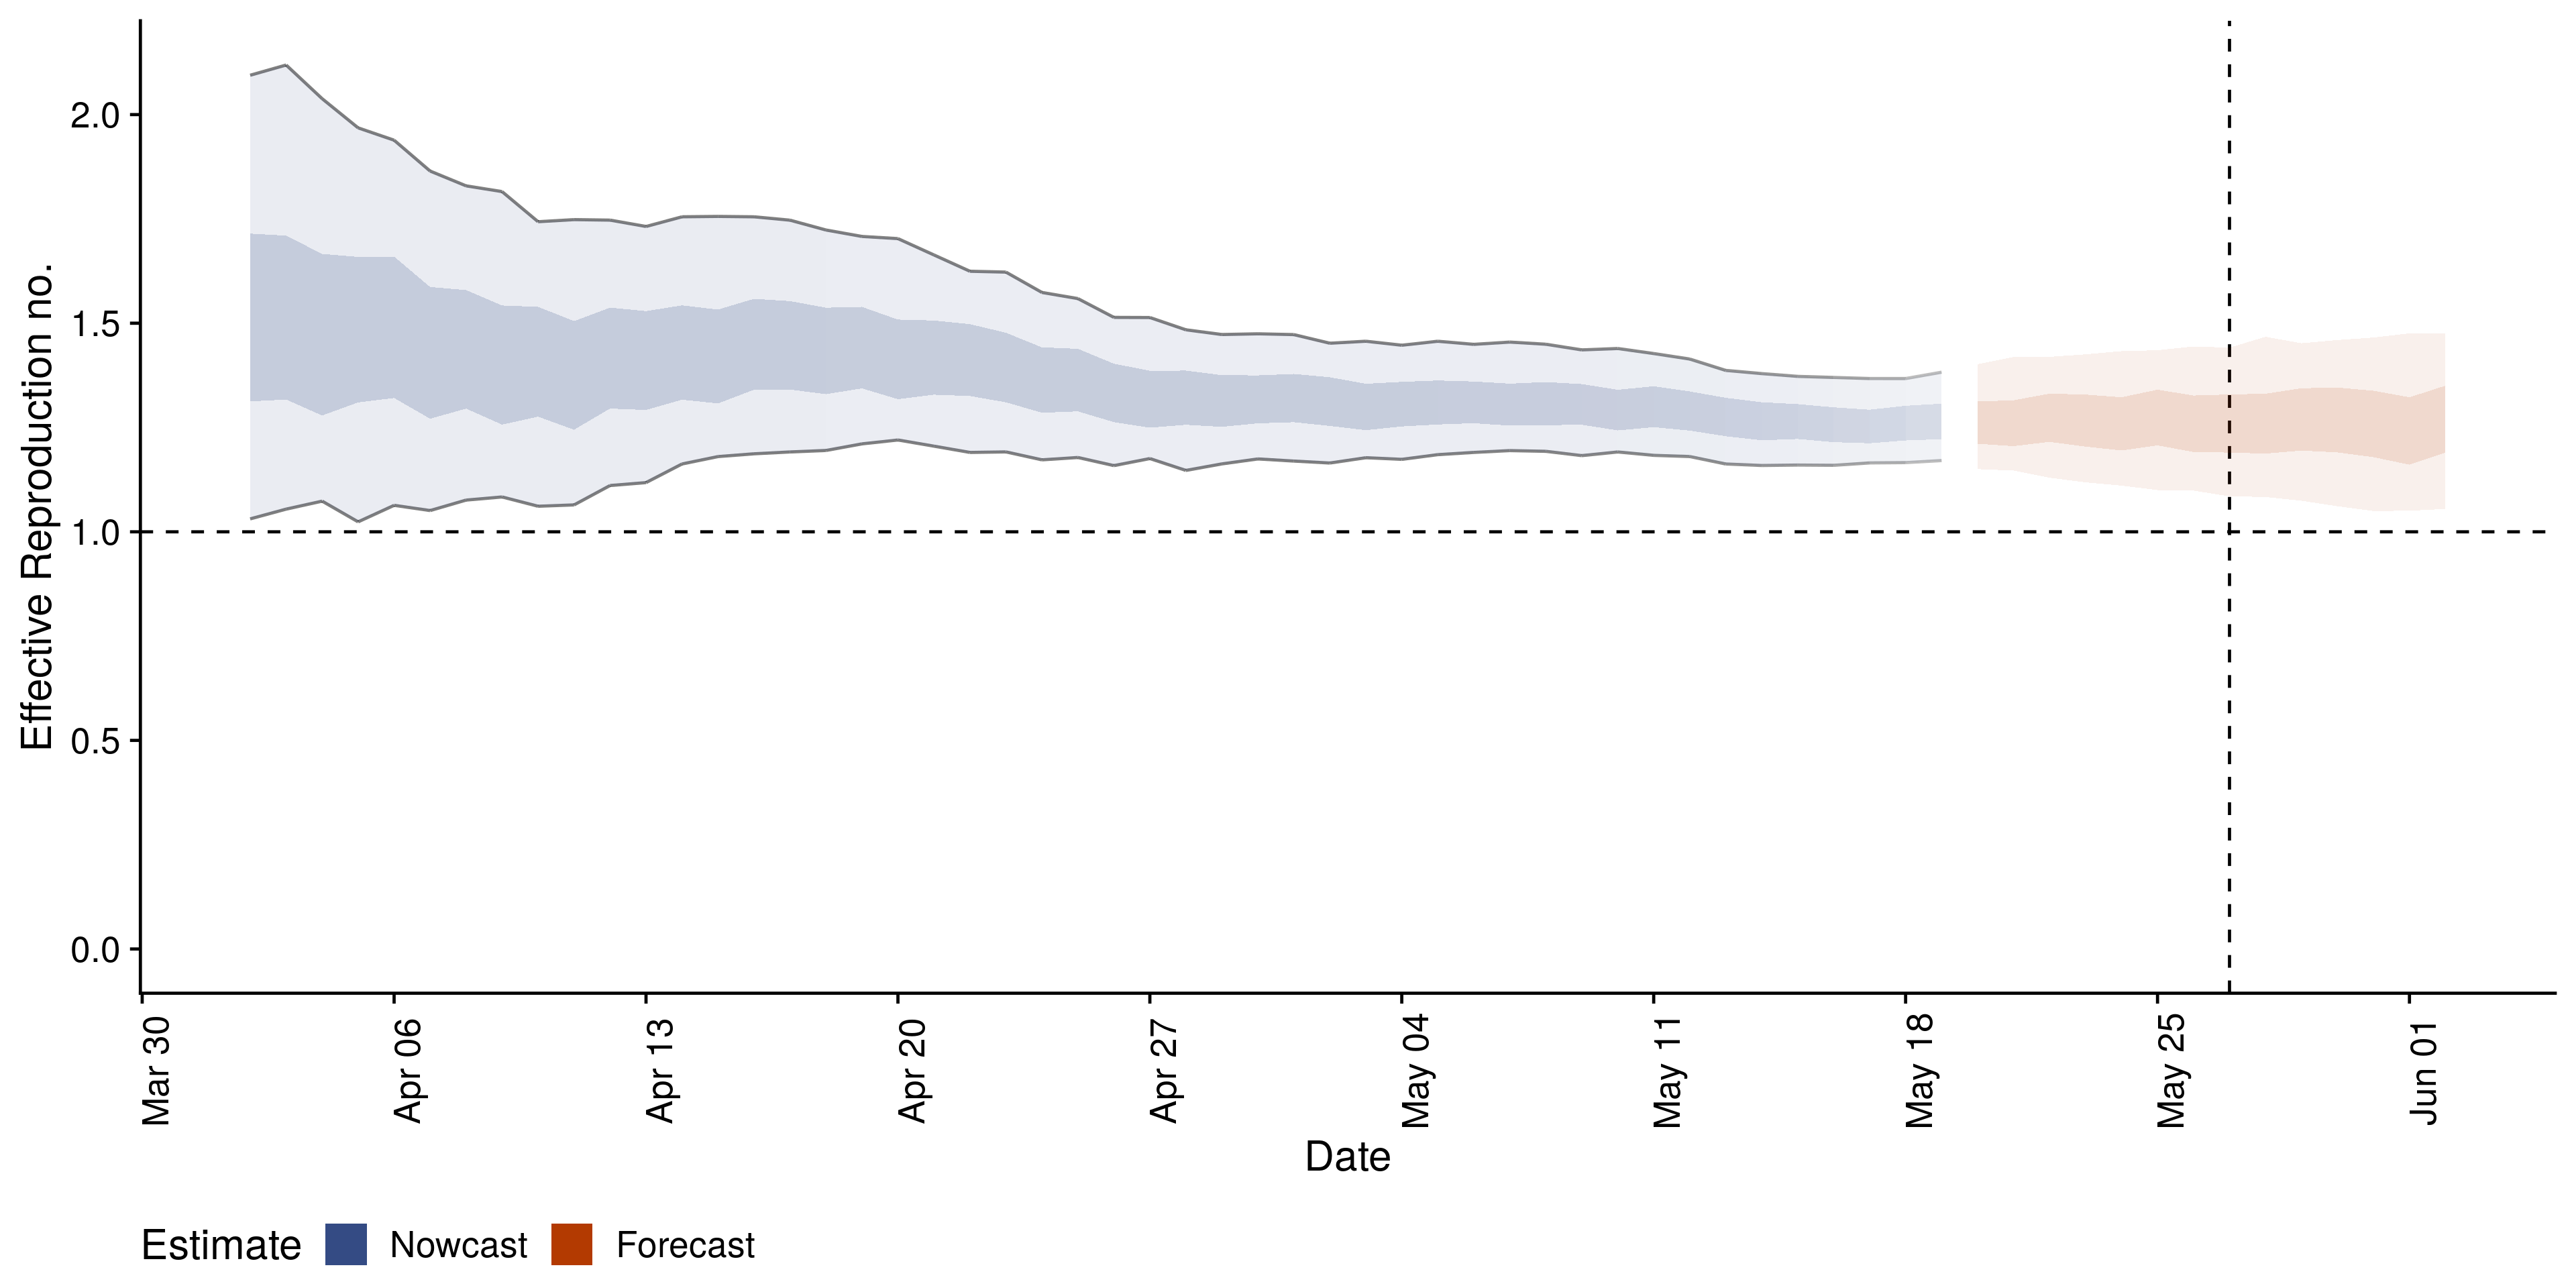 Effective Reproduction no.
2.0
1.5
1.0
0.5
0.0
Mar 30
Apr 06
Apr 13
Apr 20
Apr 27
May 04
May 11
May 18
May 25
Jun 01
Date
Estimate Nowcast Forecast